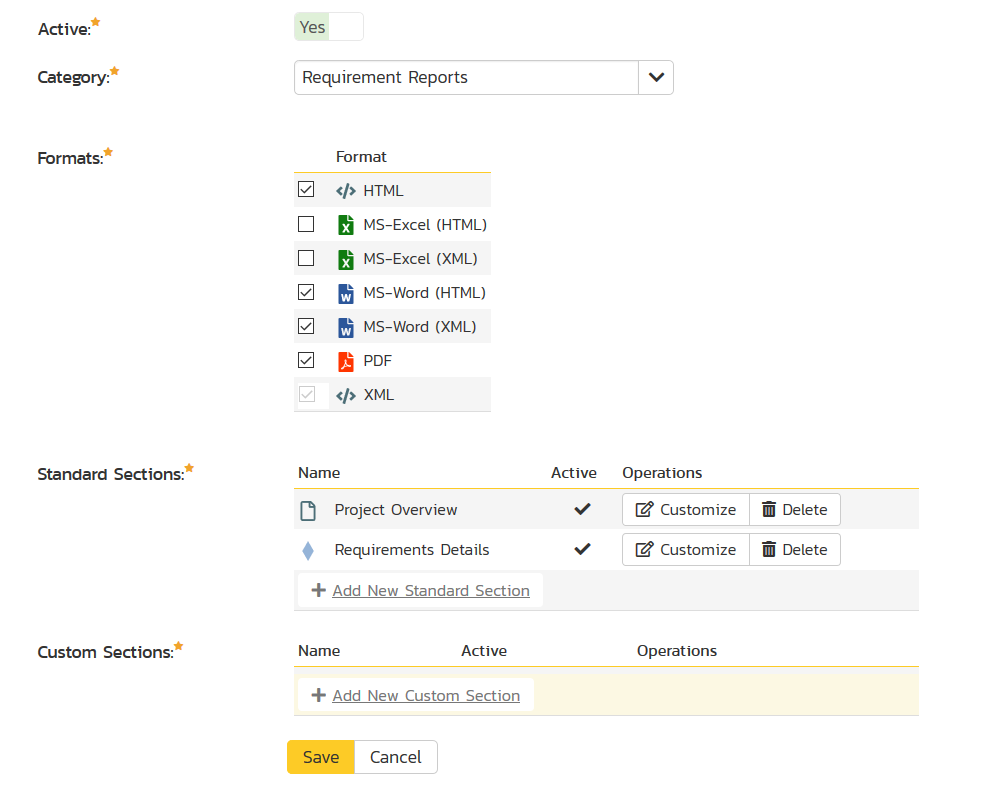 Active:
Yes
Category:
Requirement Reports
Formats:
Format
HTML
MS-Excel (HTML)
MS-Excel (XML)
MS-Word (HTML)
MS-Word (XML)
PDF
XML
Standard Sections:
Name Active Operations
Project Overview Customize Delete
Requirements Details Customize Delete
+ Add New Standard Section
Custom Sections:
Name Active Operations
+ Add New Custom Section
Save Cancel